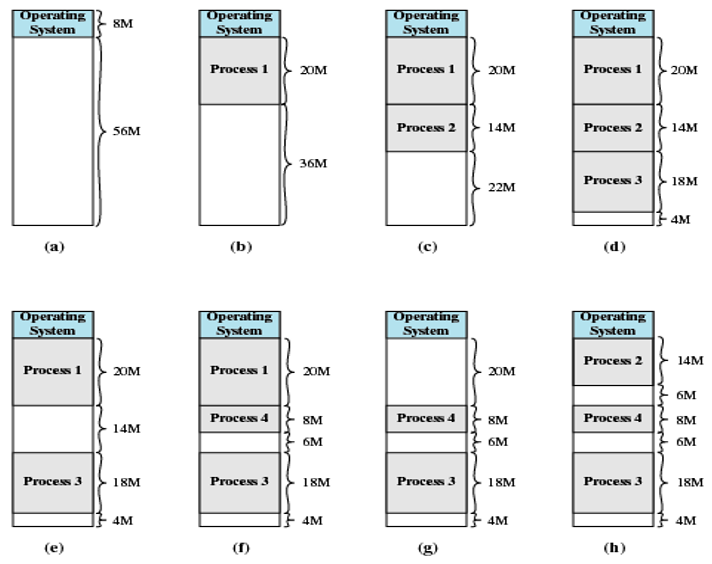 Operating
System
8M
56M
(a)
Operating
System
Process 1
20M
36M
(b)
Operating
System
Process 1
20M
Process 2
14M
22M
(c)
Operating
System
Process 1
20M
Process 2
14M
Process 3
18M
4M
(d)
Operating
System
Process 1
20M
14M
Process 3
18M
4M
(e)
Operating
System
Process 1
20M
Process 4
8M
6M
Process 3
18M
4M
(f)
Operating
System
20M
Process 4
8M
6M
Process 3
18M
4M
(g)
Operating
System
Process 2
14M
6M
Process 4
8M
6M
Process 3
18M
4M
(h)